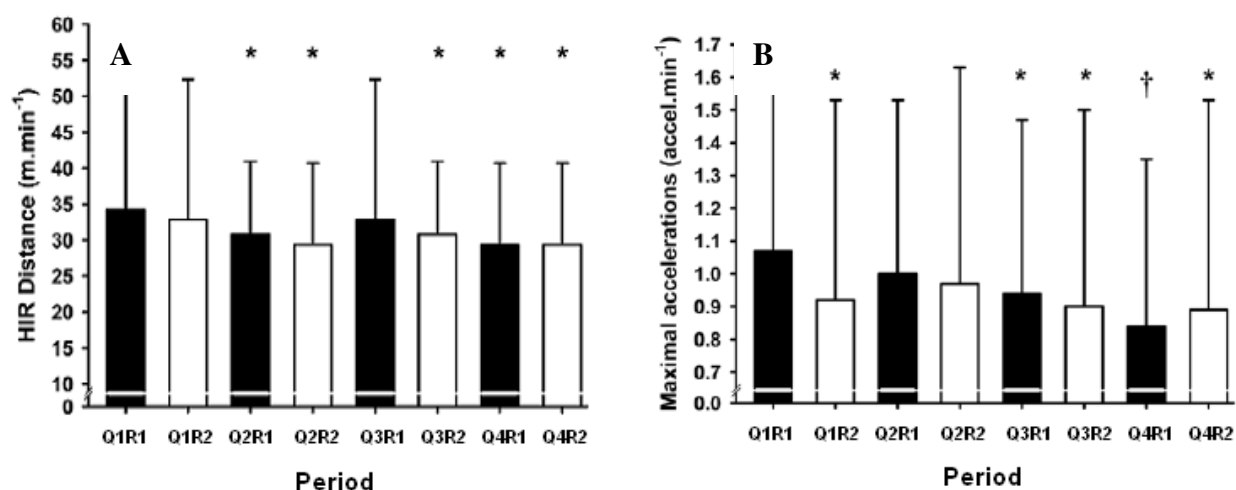 A
HIR Distance (m.min⁻¹)
60
55
50
45
40
35
30
25
20
15
10
0
* * * * *
Q1R1 Q1R2 Q2R1 Q2R2 Q3R1 Q3R2 Q4R1 Q4R2
Period
B
Maximal accelerations (accel.min⁻¹)
1.7
1.6
1.5
1.4
1.3
1.2
1.1
1.0
0.9
0.8
0.7
0.0
* * * † *
Q1R1 Q1R2 Q2R1 Q2R2 Q3R1 Q3R2 Q4R1 Q4R2
Period